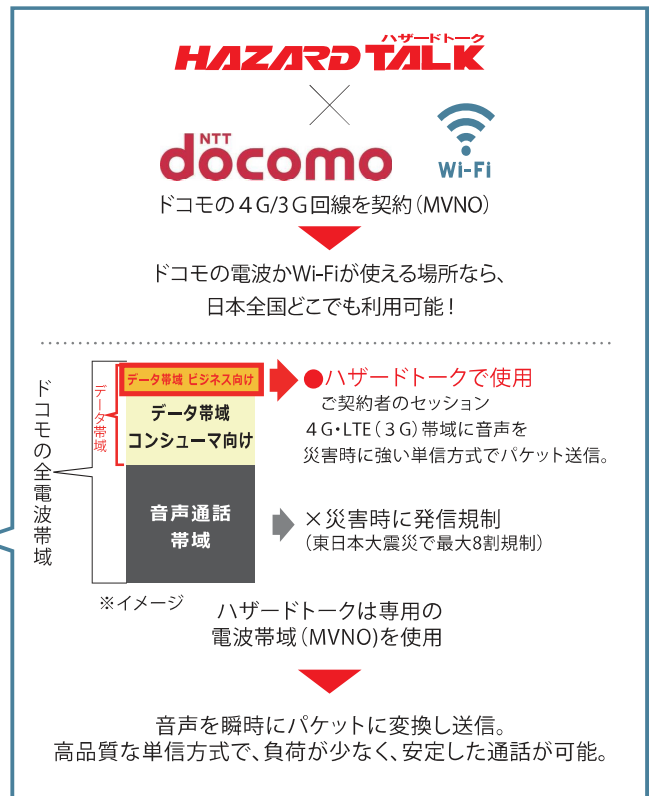 ハザードトーク
HAZARD TALK
NTT
döcomo
Wi-Fi
ドコモの4G/3G回線を契約(MVNO)
ドコモの電波かWi-Fiが使える場所なら、
日本全国どこでも利用可能!
ドコモの全電波帯域
データ帯域
データ帯域 ビジネス向け
データ帯域
コンシューマ向け
音声通話
帯域
●ハザードトークで使用
ご契約者のセッション
4G・LTE(3G)帯域に音声を
災害時に強い単信方式でパケット送信。
×災害時に発信規制
(東日本大震災で最大8割規制)
※イメージ
ハザードトークは専用の
電波帯域(MVNO)を使用
音声を瞬時にパケットに変換し送信。
高品質な単信方式で、負荷が少なく、安定した通話が可能。